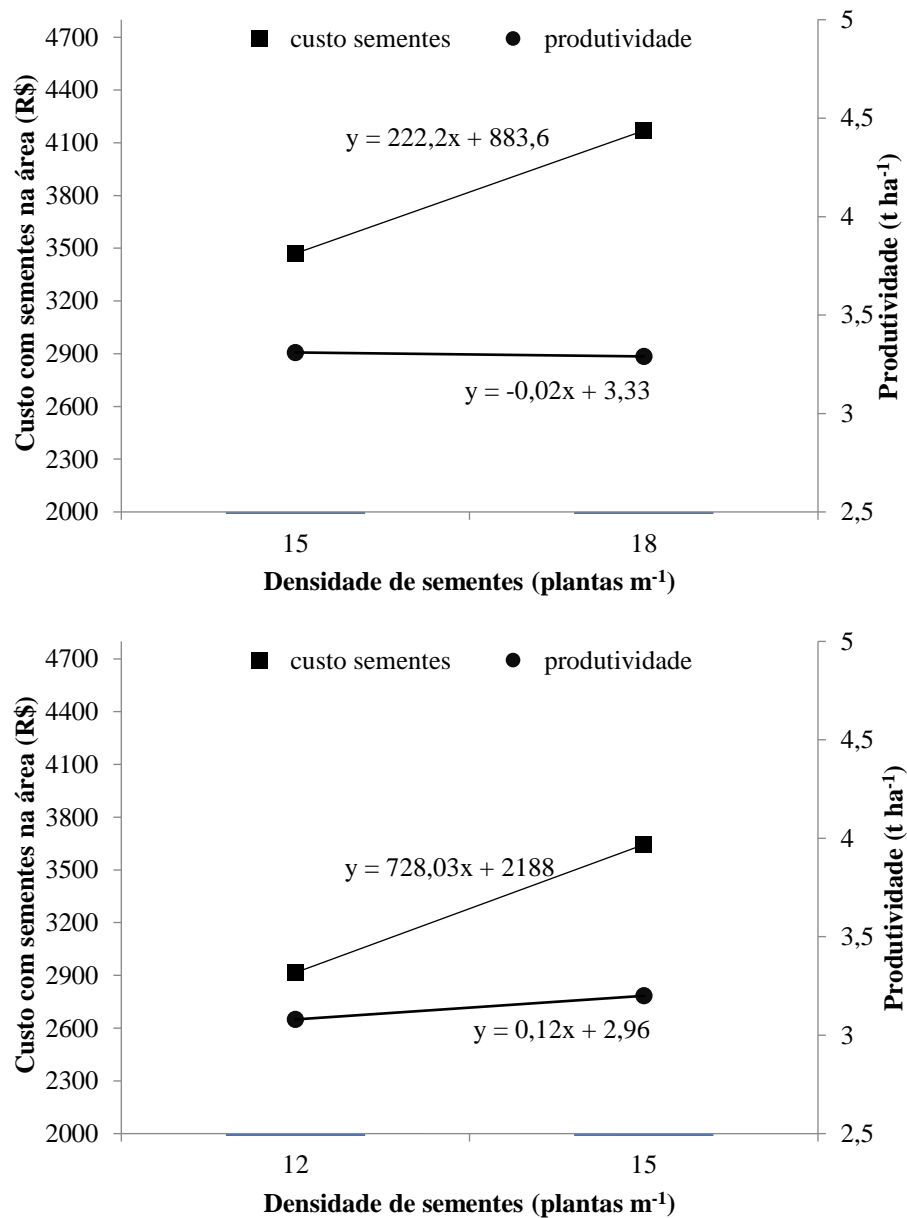 4700
4400
4100
3800
3500
3200
2900
2600
2300
2000
Custo com sementes na área (R$)
custo sementes
produtividade
y = 222,2x + 883,6
y = -0,02x + 3,33
5
4,5
4
3,5
3
2,5
Produtividade (t ha-1)
15
18
Densidade de sementes (plantas m-1)
4700
4400
4100
3800
3500
3200
2900
2600
2300
2000
Custo com sementes na área (R$)
custo sementes
produtividade
y = 728,03x + 2188
y = 0,12x + 2,96
5
4,5
4
3,5
3
2,5
Produtividade (t ha-1)
12
15
Densidade de sementes (plantas m-1)